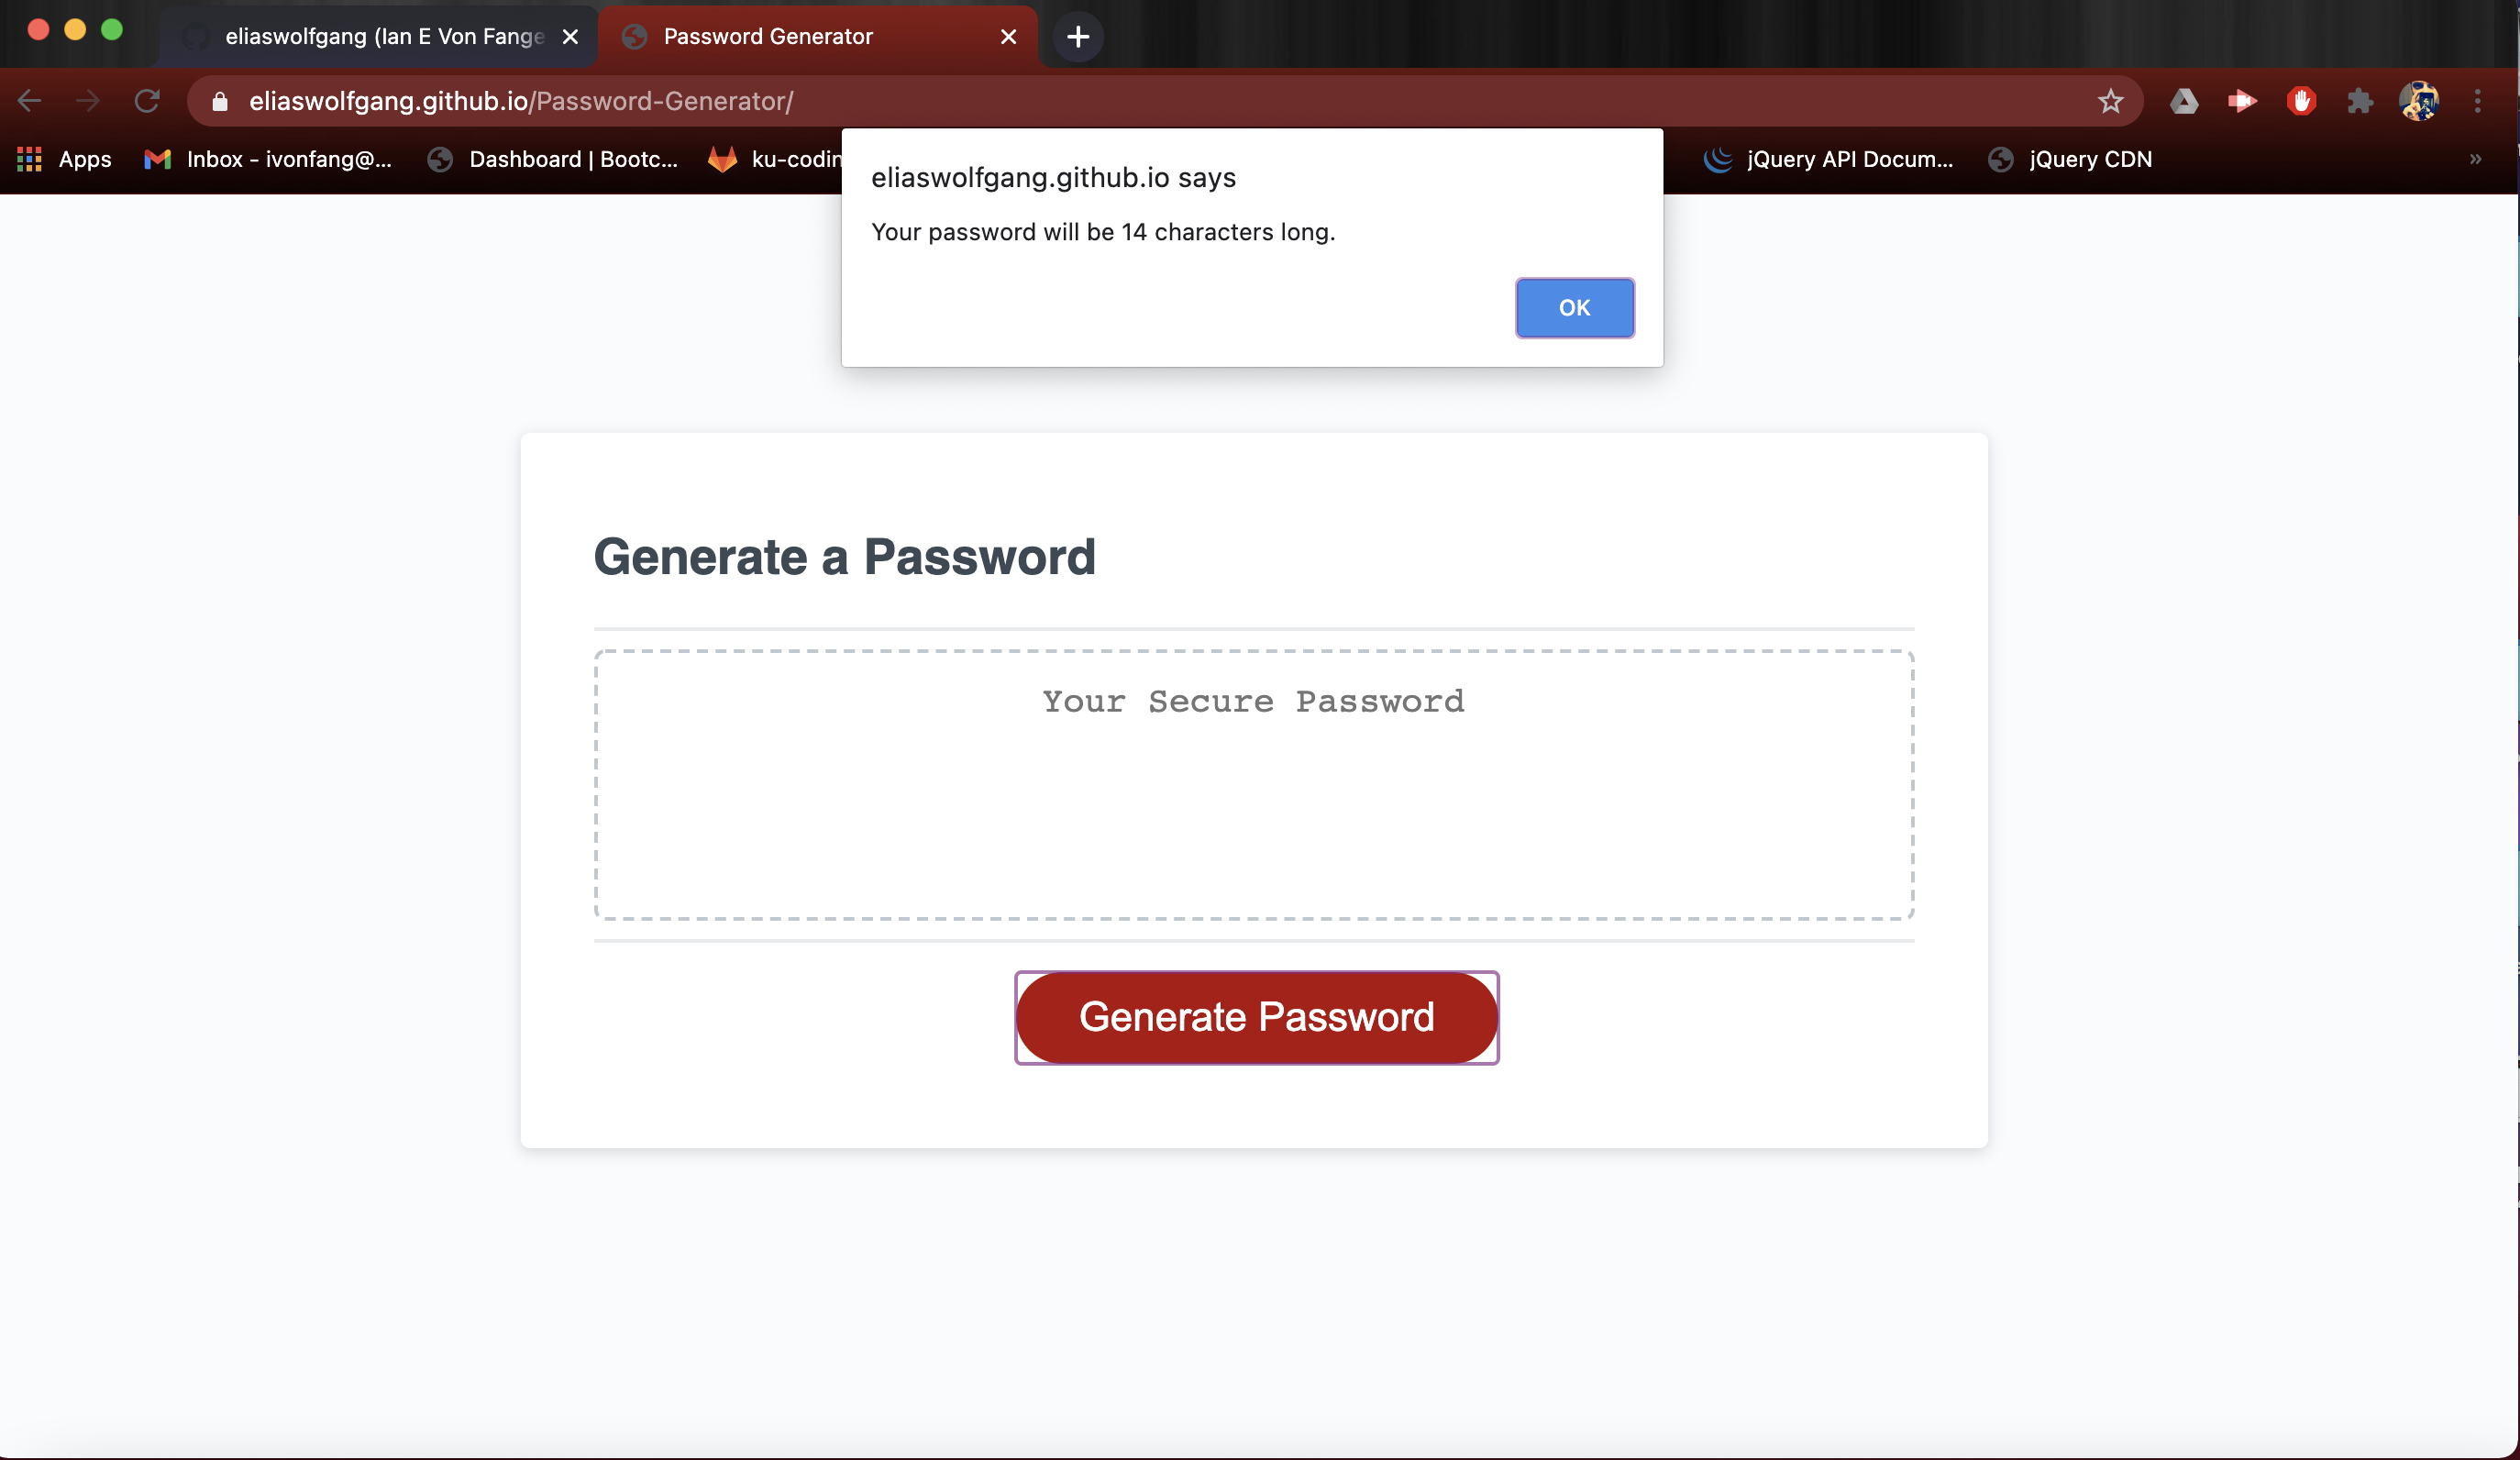 eliaswolfgang (Ian E Von Fange
Password Generator
eliaswolfgang.github.io/Password-Generator/
Apps
Inbox - ivonfang@...
Dashboard | Bootc...
ku-codin
jQuery API Docum...
jQuery CDN
eliaswolfgang.github.io says
Your password will be 14 characters long.
OK
Generate a Password
Your Secure Password
Generate Password